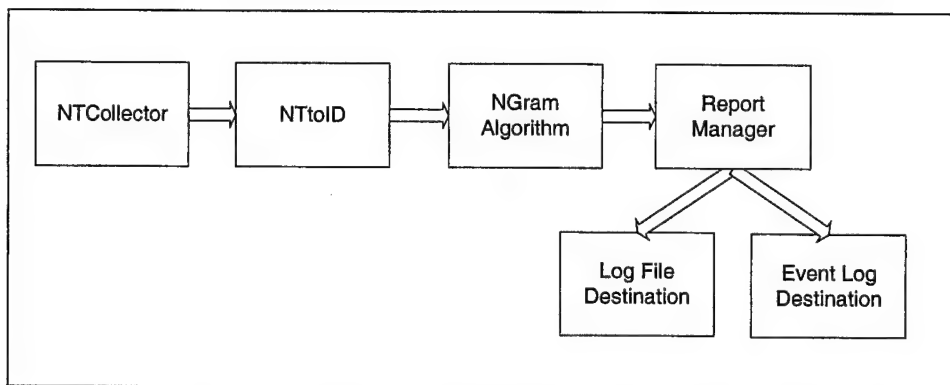 NTCollector
NTtoID
NGram
Algorithm
Report
Manager
Log File
Destination
Event Log
Destination